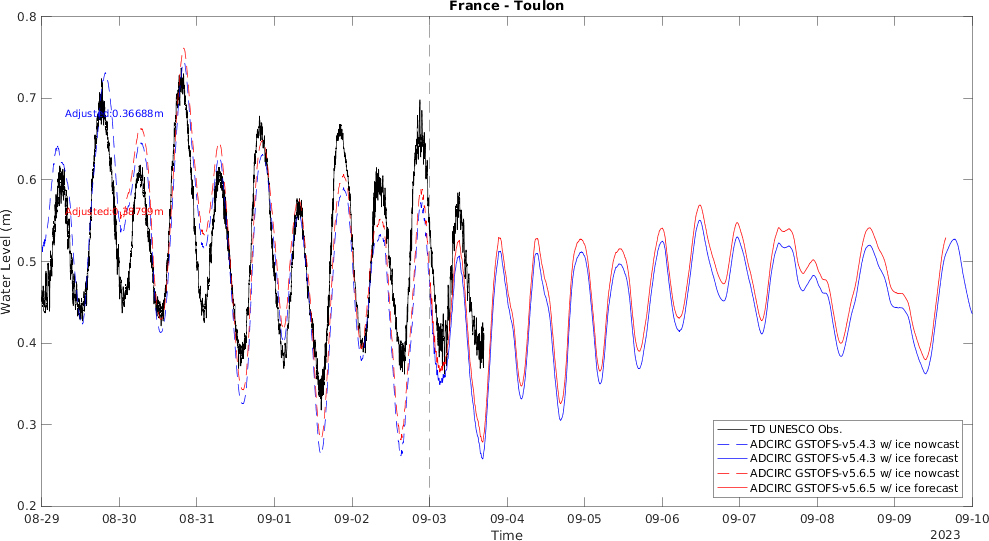 France - Toulon
0.8
0.7
0.6
0.5
0.4
0.3
0.2
Water Level (m)
Adjusted:0.36688m
TD UNESCO Obs.
ADCIRC GSTOFS-v5.4.3 w/ ice nowcast
ADCIRC GSTOFS-v5.4.3 w/ ice forecast
ADCIRC GSTOFS-v5.6.5 w/ ice nowcast
ADCIRC GSTOFS-v5.6.5 w/ ice forecast
08-29 08-30 08-31 09-01 09-02 09-03 09-04 09-05 09-06 09-07 09-08 09-09 09-10
Time
2023